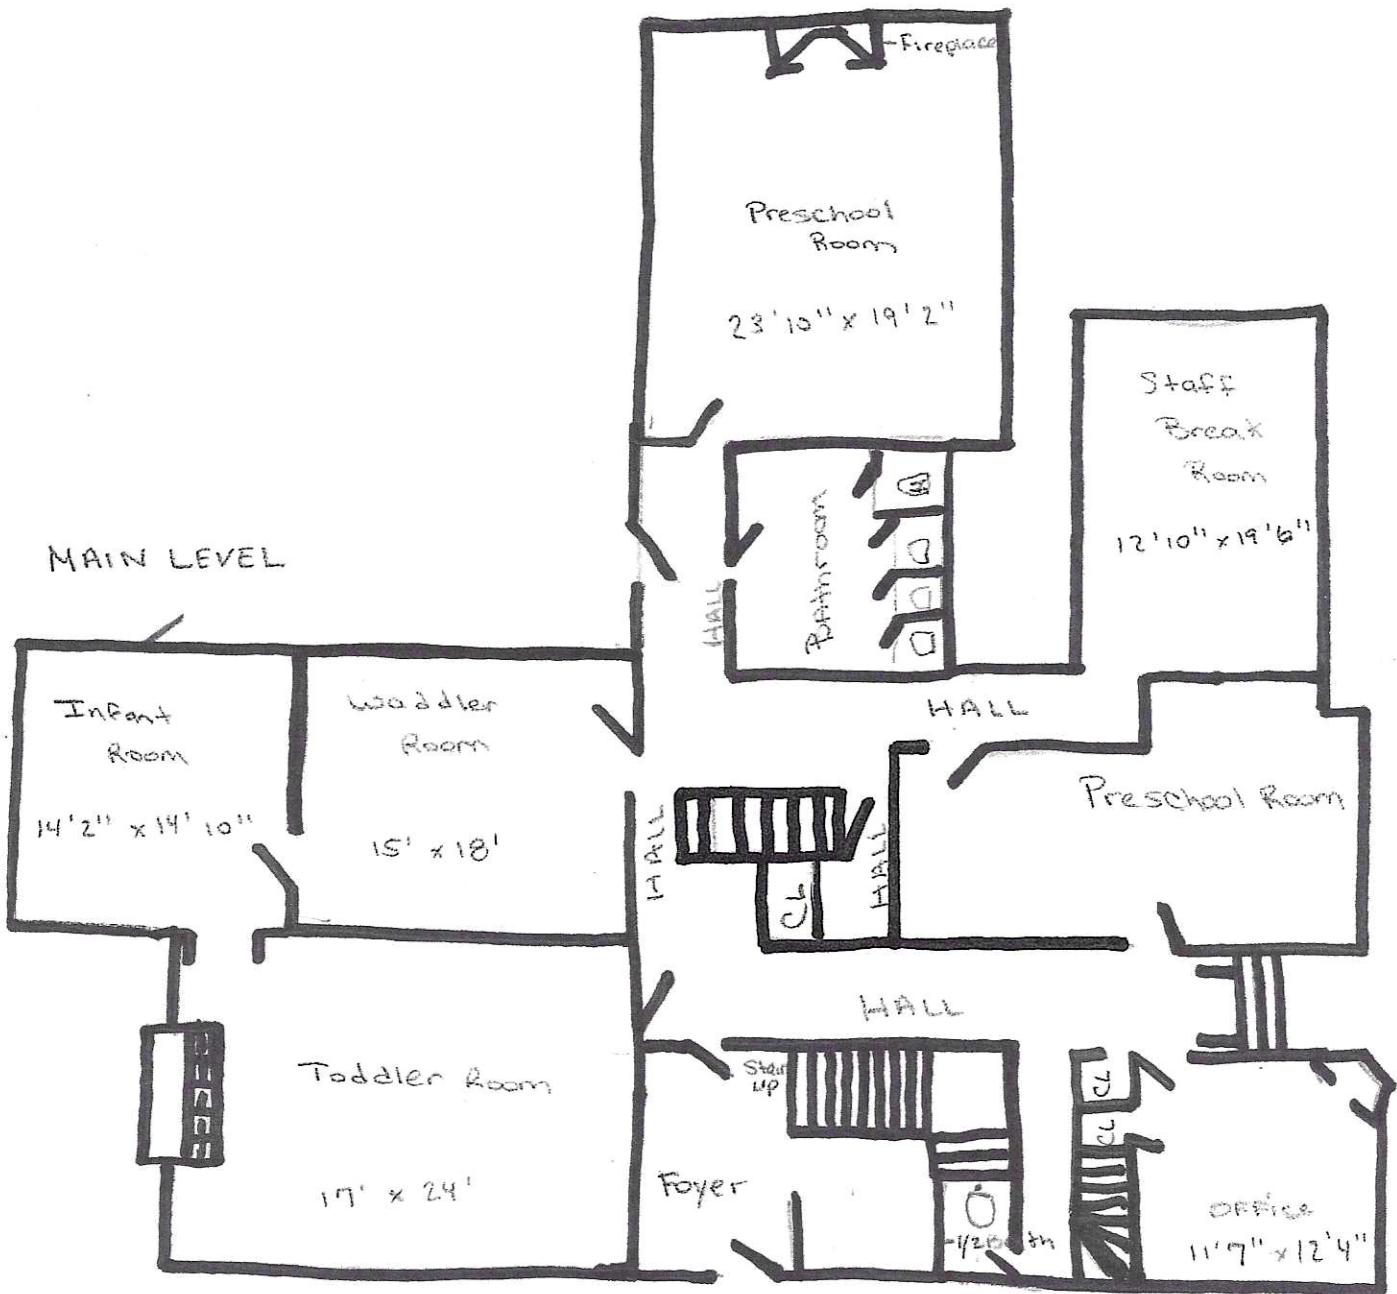 -Fireplace
Preschool
Room
23'10" x 19'2"
Staff
Break
Room
12'10" x 19'6"
Bathroom
MAIN LEVEL
HALL
Infant
Room
14'2" x 14'10"
Waddler
Room
15' x 18'
HALL
Preschool Room
HALL
CL
HALL
HALL
Toddler Room
17' x 24'
Stair
up
CL
CL
Foyer
-1/2 Bath
OFFice
11'7" x 12'4"